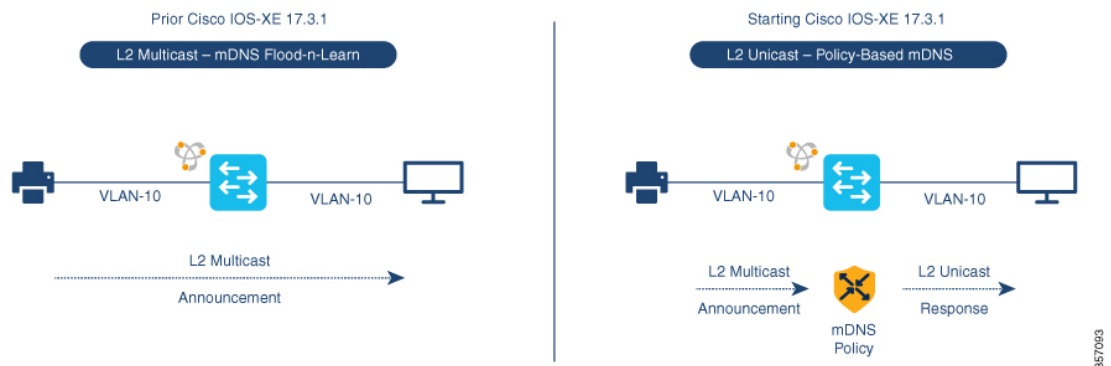 Prior Cisco IOS-XE 17.3.1
L2 Multicast – mDNS Flood-n-Learn
VLAN-10
VLAN-10
L2 Multicast
Announcement
Starting Cisco IOS-XE 17.3.1
L2 Unicast – Policy-Based mDNS
VLAN-10
VLAN-10
L2 Multicast
Announcement
mDNS
Policy
L2 Unicast
Response
357093